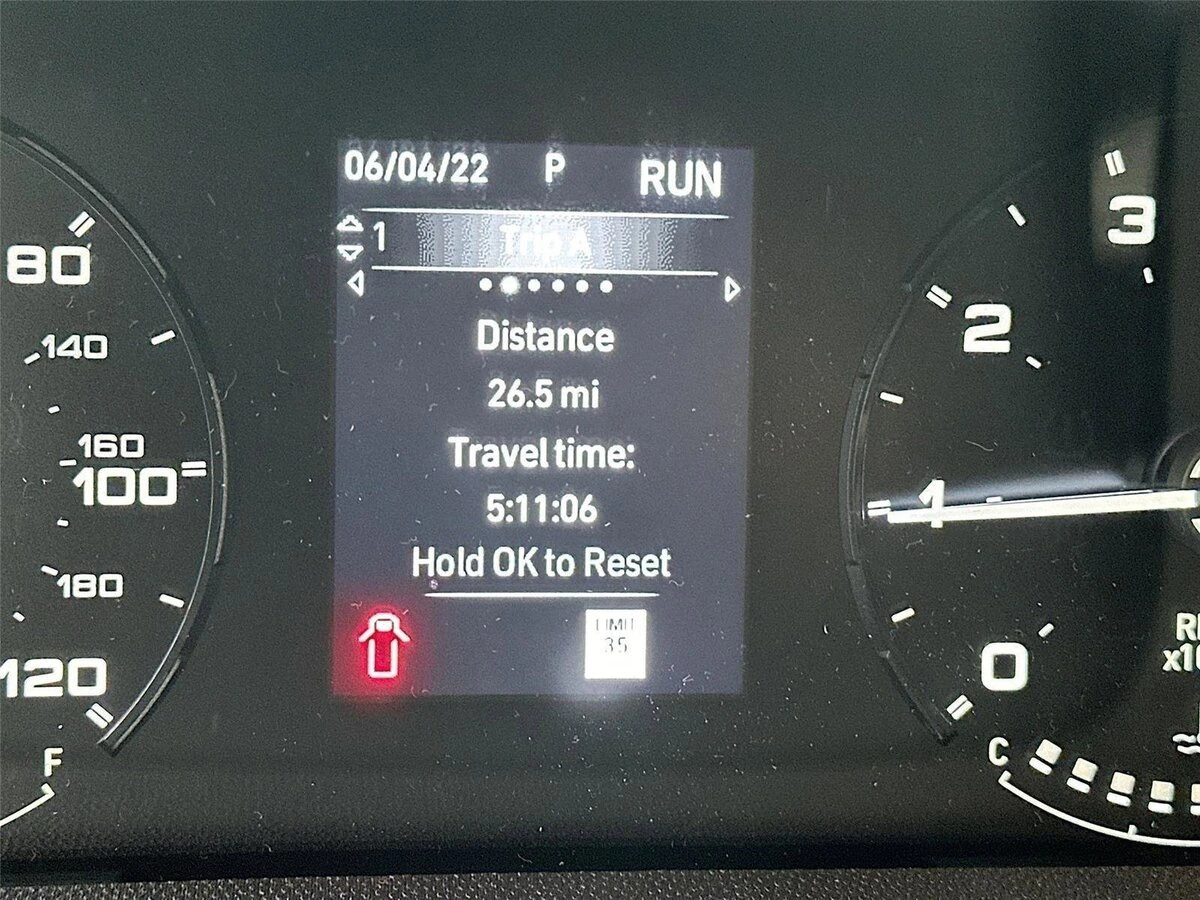 06/04/22 P RUN
1 Trip A
Distance
26.5 mi
Travel time:
5:11:06
Hold OK to Reset
LIMIT
35
80
140
160
100
180
120
F
3
2
1
0
C